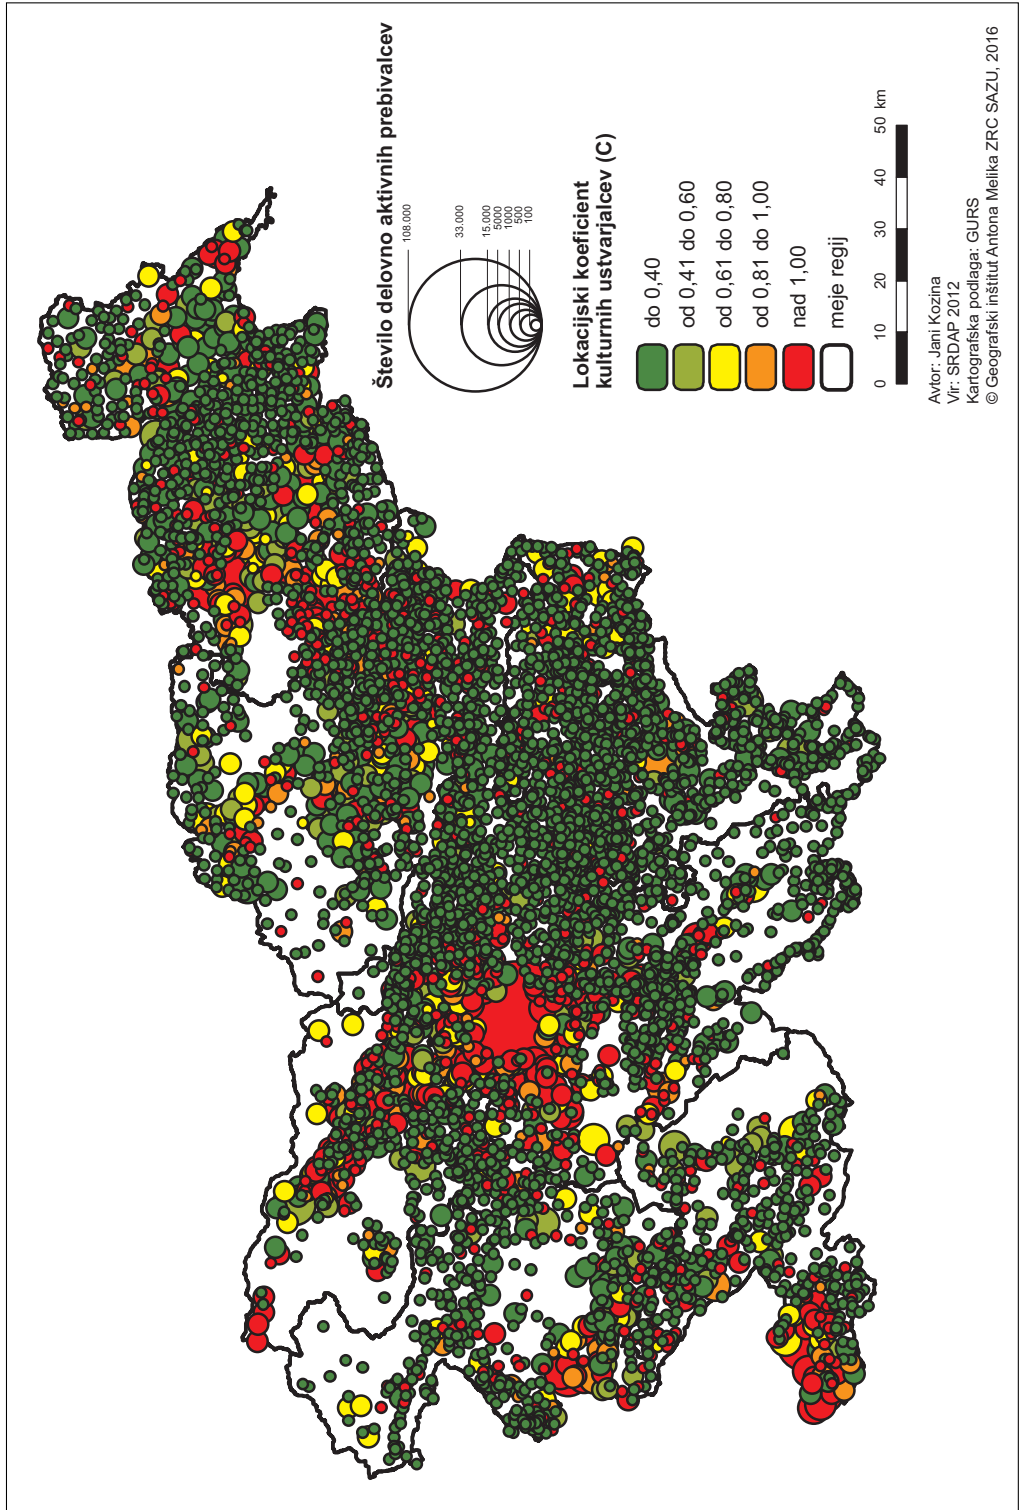 Število delovno aktivnih prebivalcev
108.000
33.000
15.000
5000
1000
500
100
Lokacijski koeficient
kulturnih ustvarjalcev (C)
do 0,40
od 0,41 do 0,60
od 0,61 do 0,80
od 0,81 do 1,00
nad 1,00
meje regij
0 10 20 30 40 50 km
Avtor: Jani Kozina
Vir: SRDAP 2012
Kartografska podlaga: GURS
© Geografski inštitut Antona Melika ZRC SAZU, 2016